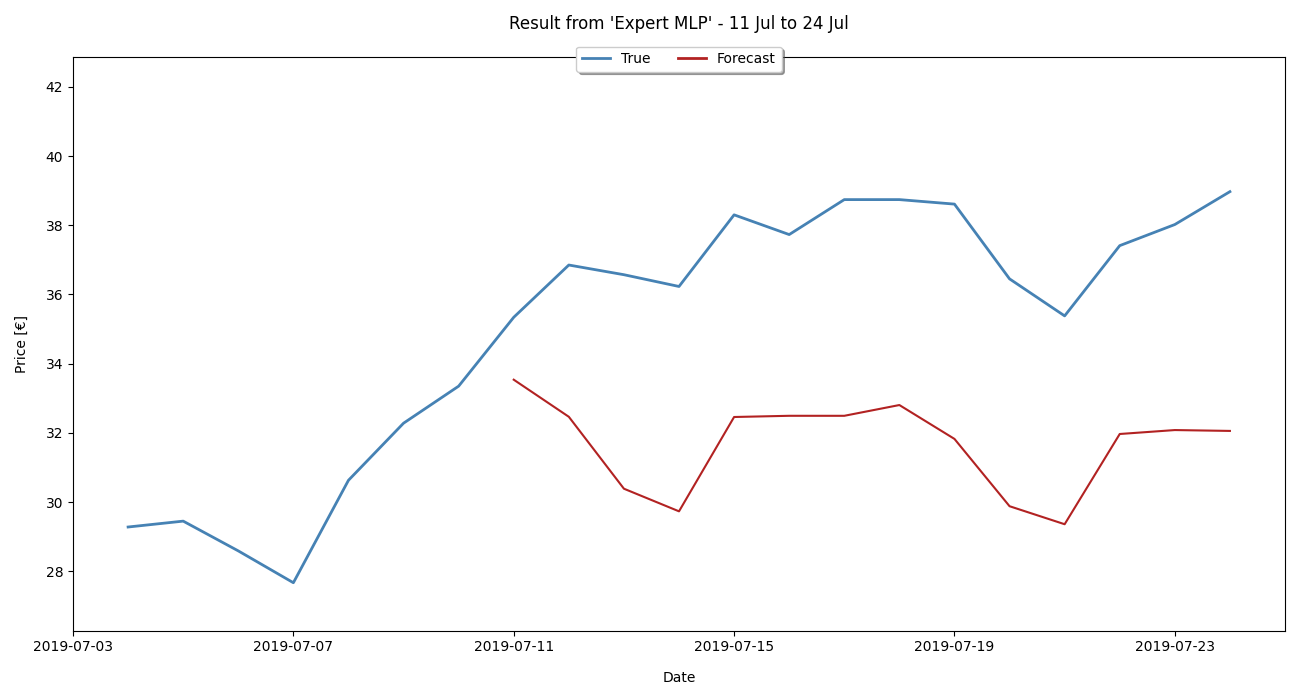 Result from 'Expert MLP' - 11 Jul to 24 Jul
True Forecast
42
40
38
36
34
32
30
28
Price [€]
2019-07-03 2019-07-07 2019-07-11 2019-07-15 2019-07-19 2019-07-23
Date